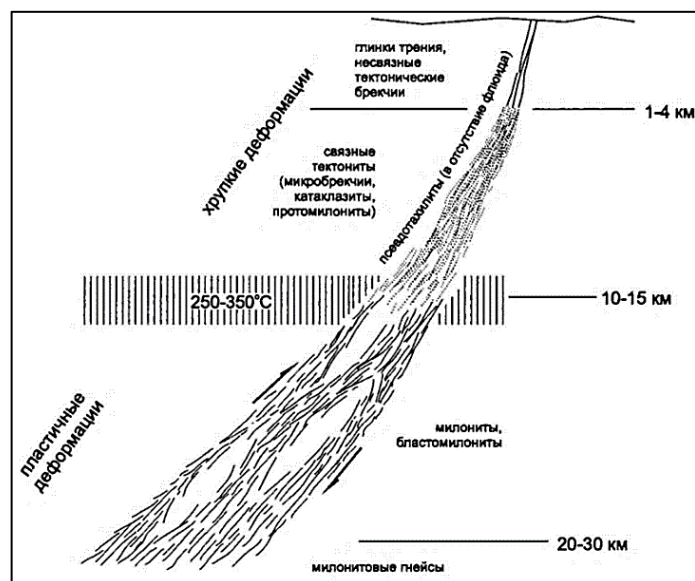 глинки трения,
несвязные
тектонические
брекчии
1-4 км
хрупкие деформации
связные
тектониты
(микробрекчии,
катаклазиты,
протомилониты)
псевдотахилиты (в отсутствие флюида)
250-350°C
10-15 км
пластичные
деформации
милониты,
бластомилониты
20-30 км
милонитовые гнейсы